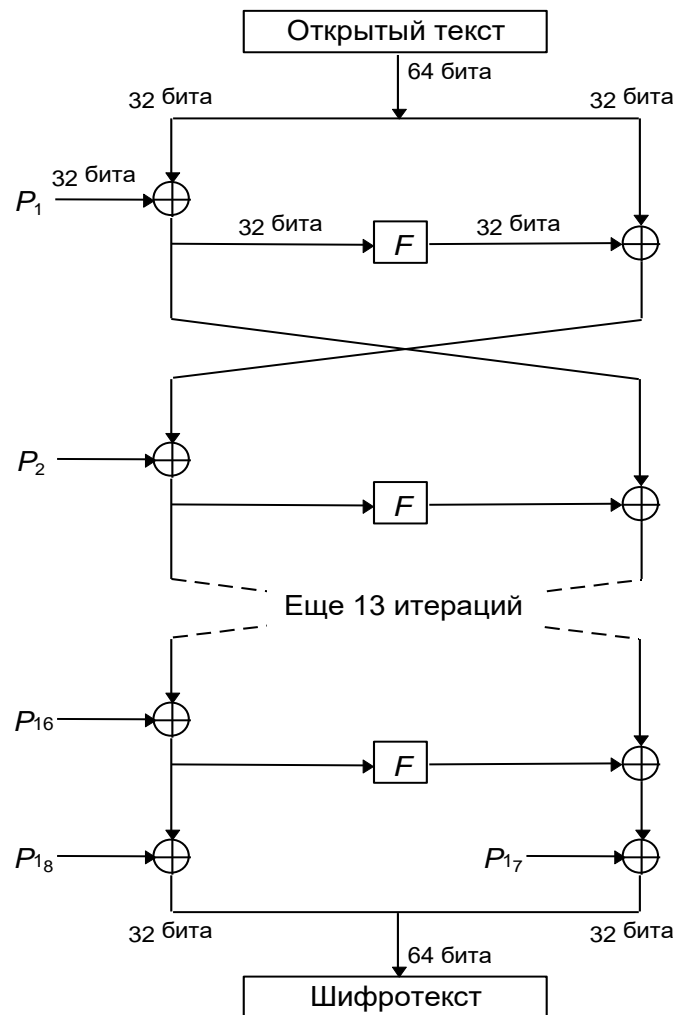 Открытый текст
64 бита
32 бита
32 бита
32 бита
P₁
32 бита
F
32 бита
P₂
F
Еще 13 итераций
P₁₆
F
P₁₈
P₁₇
32 бита
32 бита
64 бита
Шифротекст